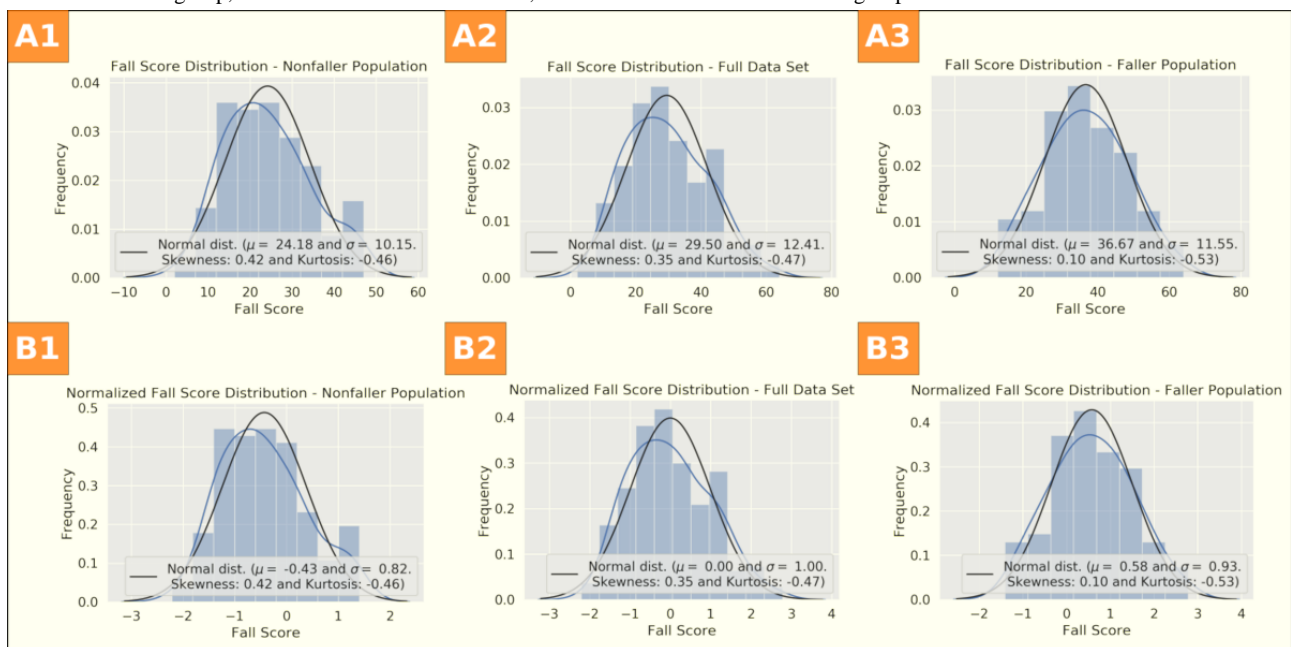 A1
A2
A3
Fall Score Distribution - Nonfaller Population
Fall Score Distribution - Full Data Set
Fall Score Distribution - Faller Population
Frequency
0.04
0.03
0.02
0.01
0.00
Normal dist. (μ = 24.18 and σ = 10.15.
Skewness: 0.42 and Kurtosis: -0.46)
−10 0 10 20 30 40 50 60
Fall Score
Frequency
0.03
0.02
0.01
0.00
Normal dist. (μ = 29.50 and σ = 12.41.
Skewness: 0.35 and Kurtosis: -0.47)
0 20 40 60 80
Fall Score
Frequency
0.03
0.02
0.01
0.00
Normal dist. (μ = 36.67 and σ = 11.55.
Skewness: 0.10 and Kurtosis: -0.53)
0 20 40 60 80
Fall Score
B1
B2
B3
Normalized Fall Score Distribution - Nonfaller Population
Normalized Fall Score Distribution - Full Data Set
Normalized Fall Score Distribution - Faller Population
Frequency
0.5
0.4
0.3
0.2
0.1
0.0
Normal dist. (μ = -0.43 and σ = 0.82.
Skewness: 0.42 and Kurtosis: -0.46)
−3 −2 −1 0 1 2
Fall Score
Frequency
0.4
0.3
0.2
0.1
0.0
Normal dist. (μ = 0.00 and σ = 1.00.
Skewness: 0.35 and Kurtosis: -0.47)
−3 −2 −1 0 1 2 3 4
Fall Score
Frequency
0.4
0.3
0.2
0.1
0.0
Normal dist. (μ = 0.58 and σ = 0.93.
Skewness: 0.10 and Kurtosis: -0.53)
−2 −1 0 1 2 3 4
Fall Score